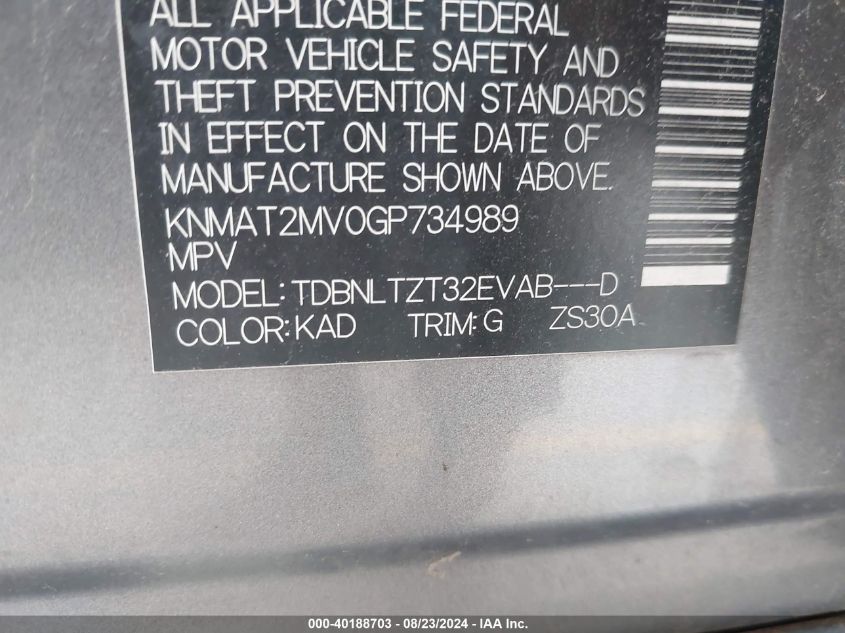 ALL APPLICABLE FEDERAL
MOTOR VEHICLE SAFETY AND
THEFT PREVENTION STANDARDS
IN EFFECT ON THE DATE OF
MANUFACTURE SHOWN ABOVE.
KNMAT2MV0GP734989
MPV
MODEL: TDBNLTZT32EVAB---D
COLOR: KAD TRIM: G ZS30A
000-40188703 - 08/23/2024 - IAA Inc.